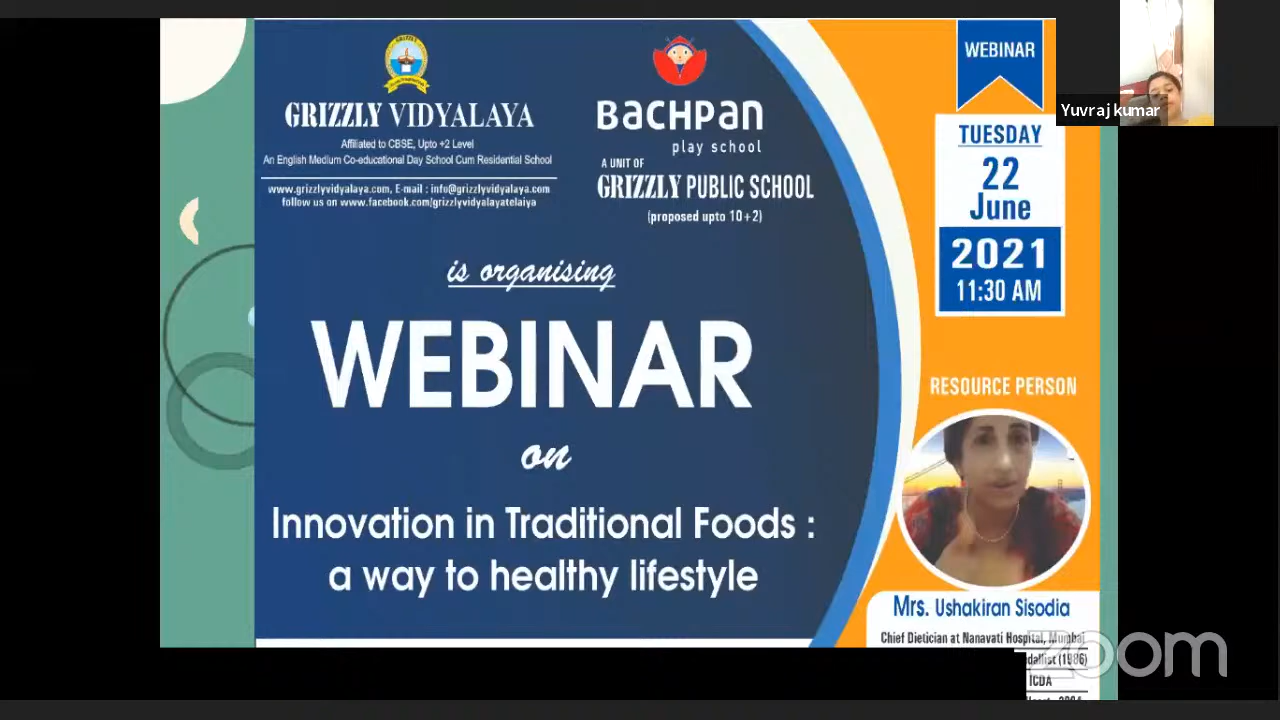 GRIZZLY VIDYALAYA
Affiliated to CBSE, Upto +2 Level
An English Medium Co-educational Day School Cum Residential School
www.grizzlyvidyalaya.com, E-mail : info@grizzlyvidyalaya.com
follow us on www.facebook.com/grizzlyvidyalayatelaiya
BACHPAN
play school
A UNIT OF
GRIZZLY PUBLIC SCHOOL
(proposed upto 10+2)
is organising
WEBINAR
on
Innovation in Traditional Foods :
a way to healthy lifestyle
WEBINAR
TUESDAY
22
June
2021
11:30 AM
RESOURCE PERSON
Mrs. Ushakiran Sisodia
Chief Dietician at Nanavati Hospital, Mumbai
(1986)
ICDA
Yuvraj kumar
zoom